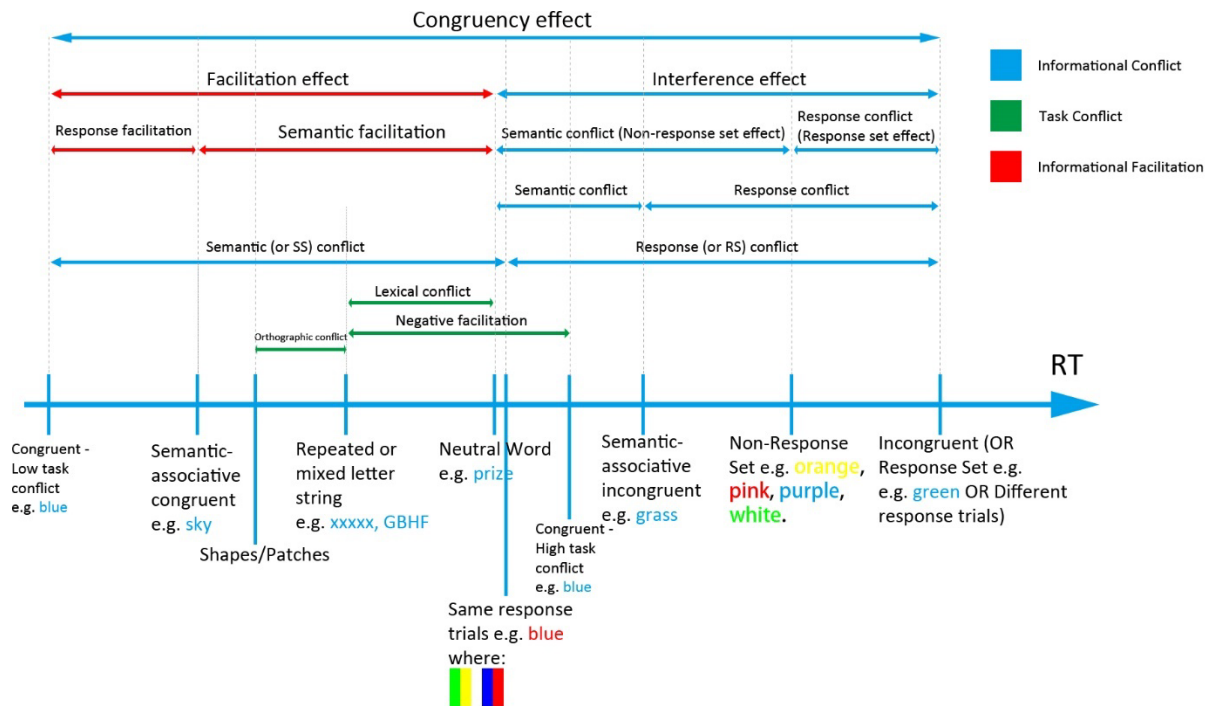 Congruency effect
Facilitation effect
Interference effect
Informational Conflict
Task Conflict
Informational Facilitation
Response facilitation
Semantic facilitation
Semantic conflict (Non-response set effect)
Response conflict
(Response set effect)
Semantic conflict
Response conflict
Semantic (or SS) conflict
Response (or RS) conflict
Lexical conflict
Negative facilitation
Orthographic conflict
RT
Congruent -
Low task
conflict
e.g. blue
Semantic-
associative
congruent
e.g. sky
Shapes/Patches
Repeated or
mixed letter
string
e.g. xxxxx, GBHF
Neutral Word
e.g. prize
Same response
trials e.g. blue
where:
Congruent -
High task
conflict
e.g. blue
Semantic-
associative
incongruent
e.g. grass
Non-Response
Set e.g. orange,
pink, purple,
white.
Incongruent (OR
Response Set e.g.
e.g. green OR Different
response trials)